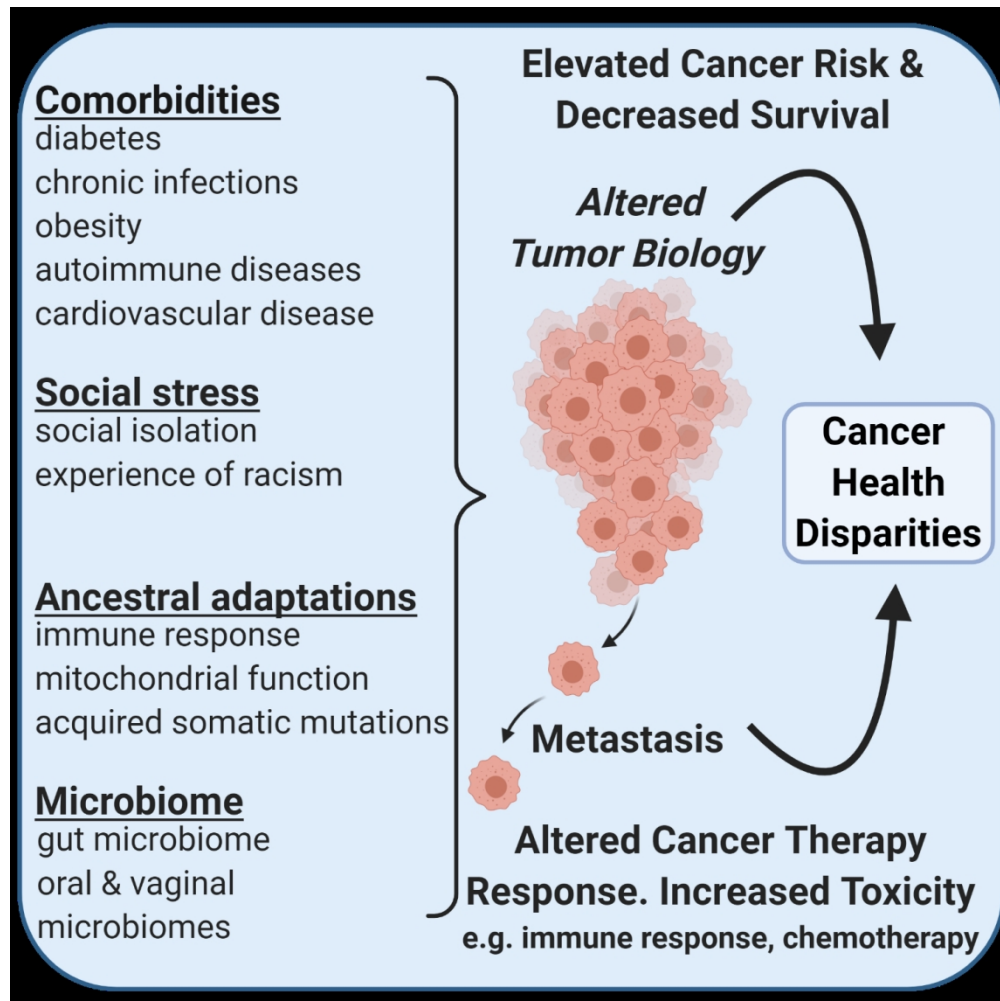 Comorbidities
diabetes
chronic infections
obesity
autoimmune diseases
cardiovascular disease
Social stress
social isolation
experience of racism
Ancestral adaptations
immune response
mitochondrial function
acquired somatic mutations
Microbiome
gut microbiome
oral & vaginal
microbiomes
Elevated Cancer Risk &
Decreased Survival
Altered
Tumor Biology
Metastasis
Altered Cancer Therapy
Response. Increased Toxicity
e.g. immune response, chemotherapy
Cancer
Health
Disparities